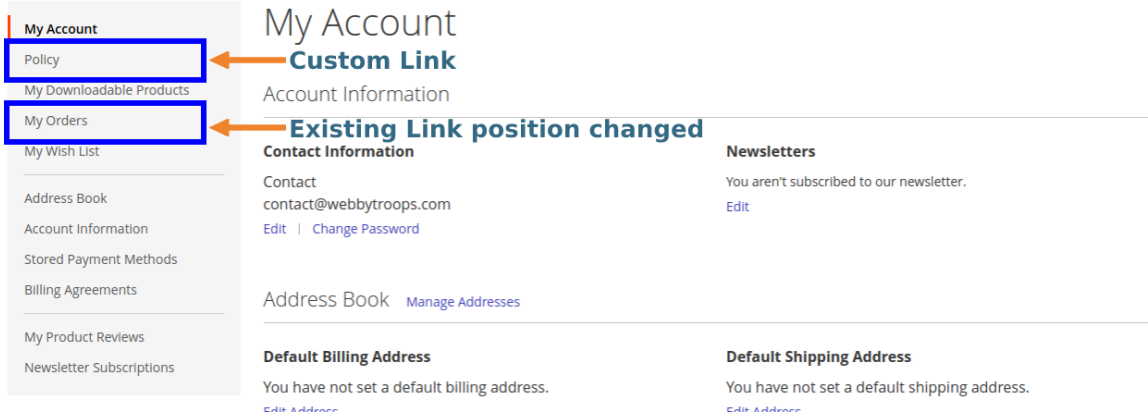 My Account
Policy
My Downloadable Products
My Orders
My Wish List
Address Book
Account Information
Stored Payment Methods
Billing Agreements
My Product Reviews
Newsletter Subscriptions
My Account
Custom Link
Account Information
Existing Link position changed
Contact Information
Contact
contact@webbytroops.com
Edit | Change Password
Newsletters
You aren't subscribed to our newsletter.
Edit
Address Book Manage Addresses
Default Billing Address
You have not set a default billing address.
Edit Address
Default Shipping Address
You have not set a default shipping address.
Edit Address